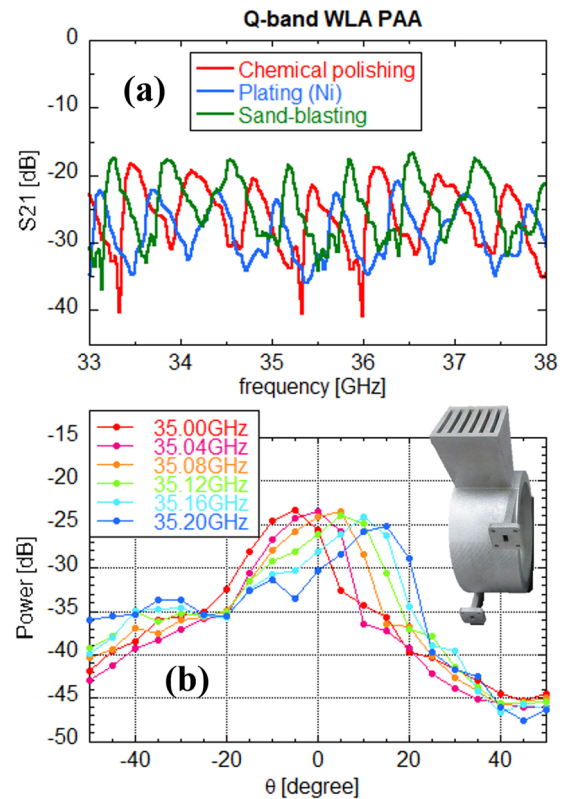 Q-band WLA PAA
0
-10
-20
-30
-40
S21 [dB]
(a)
Chemical polishing
Plating (Ni)
Sand-blasting
33 34 35 36 37 38
frequency [GHz]
-15
-20
-25
-30
-35
-40
-45
-50
Power [dB]
35.00GHz
35.04GHz
35.08GHz
35.12GHz
35.16GHz
35.20GHz
(b)
-40 -20 0 20 40
θ [degree]